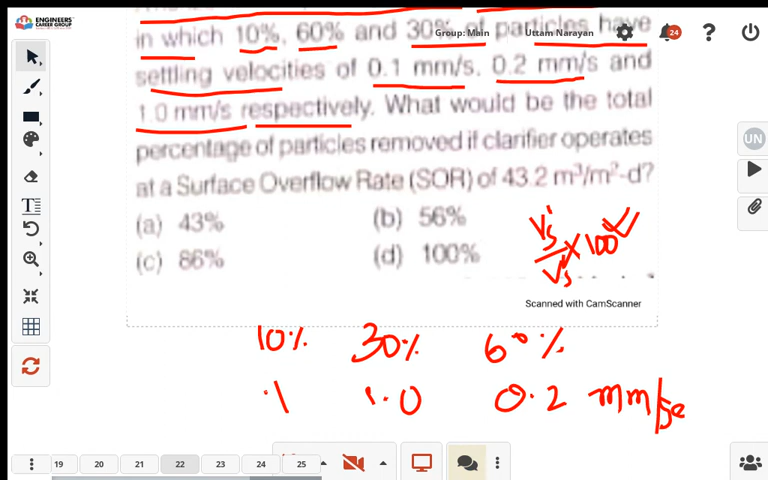 ENGINEERS
CAREER GROUP
Group: Main
Uttam Narayan
24
in which 10%, 60% and 30% of particles have
settling velocities of 0.1 mm/s, 0.2 mm/s and
1.0 mm/s respectively. What would be the total
percentage of particles removed if clarifier operates
at a Surface Overflow Rate (SOR) of 43.2 m³/m²-d?
(a) 43%
(b) 56%
(c) 86%
(d) 100%
Vs'/Vs × 100
UN
Scanned with CamScanner
10% 30% 60%
.1 1.0 0.2 mm/se
19 20 21 22 23 24 25